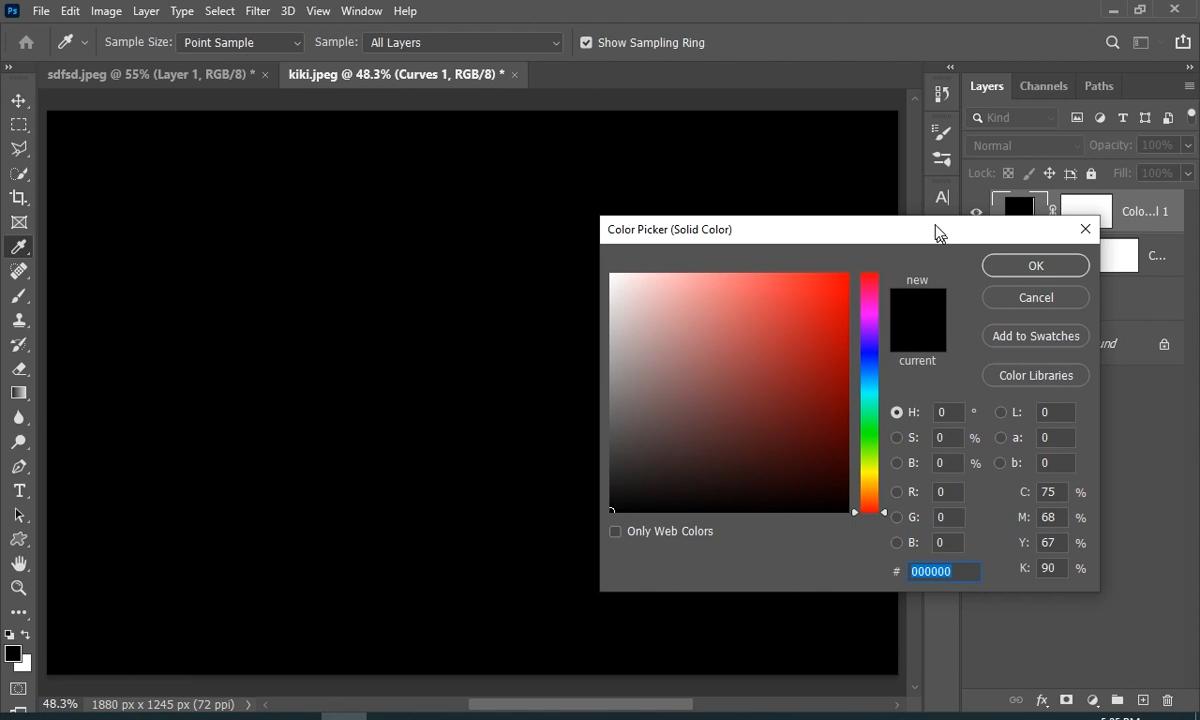 Ps File Edit Image Layer Type Select Filter 3D View Window Help
Sample Size: Point Sample Sample: All Layers Show Sampling Ring
sdfsd.jpeg @ 55% (Layer 1, RGB/8) * × kiki.jpeg @ 48.3% (Curves 1, RGB/8) * ×
Layers Channels Paths
Kind
Normal Opacity: 100%
Lock: Fill: 100%
Colo...l 1
C...
und
Color Picker (Solid Color)
new
current
OK
Cancel
Add to Swatches
Color Libraries
H: 0 ° L: 0
S: 0 % a: 0
B: 0 % b: 0
R: 0 C: 75 %
G: 0 M: 68 %
B: 0 Y: 67 %
# 000000 K: 90 %
Only Web Colors
48.3% 1880 px x 1245 px (72 ppi)